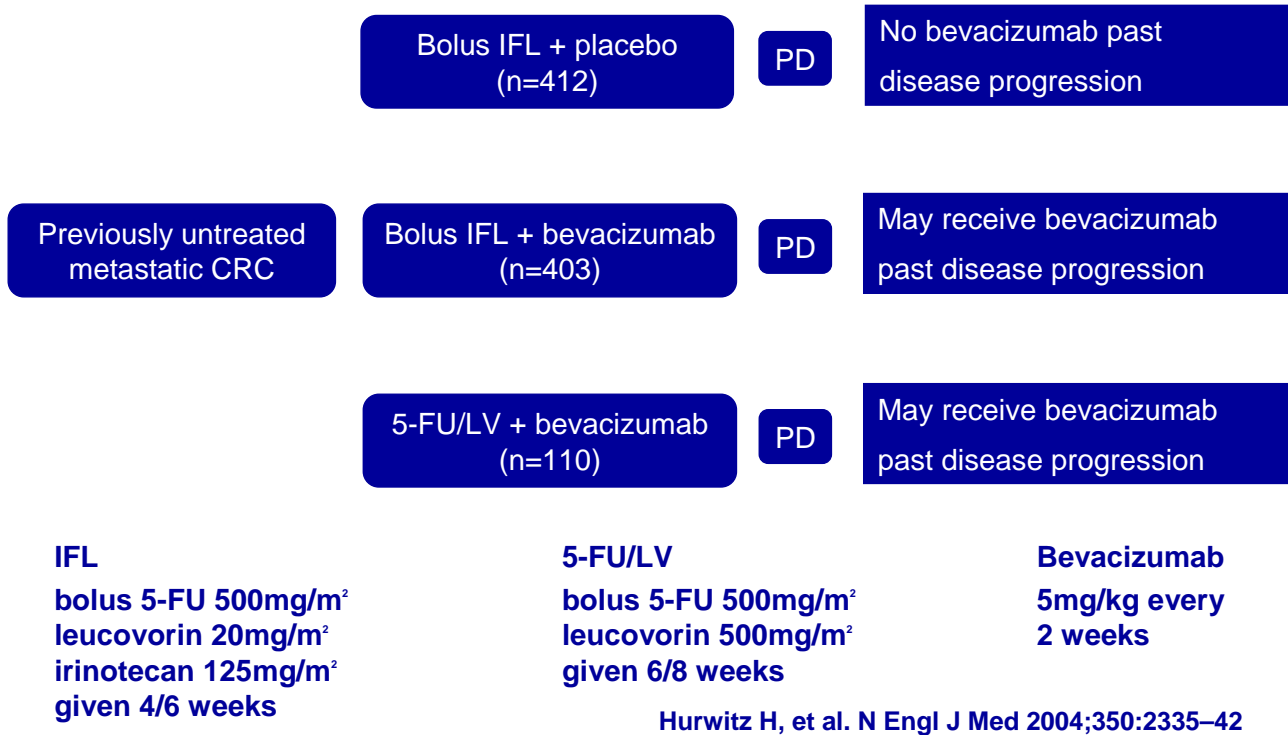 Bolus IFL + placebo
(n=412)
PD
No bevacizumab past
disease progression
Previously untreated
metastatic CRC
Bolus IFL + bevacizumab
(n=403)
PD
May receive bevacizumab
past disease progression
5-FU/LV + bevacizumab
(n=110)
PD
May receive bevacizumab
past disease progression
IFL
bolus 5-FU 500mg/m²
leucovorin 20mg/m²
irinotecan 125mg/m²
given 4/6 weeks
5-FU/LV
bolus 5-FU 500mg/m²
leucovorin 500mg/m²
given 6/8 weeks
Bevacizumab
5mg/kg every
2 weeks
Hurwitz H, et al. N Engl J Med 2004;350:2335–42